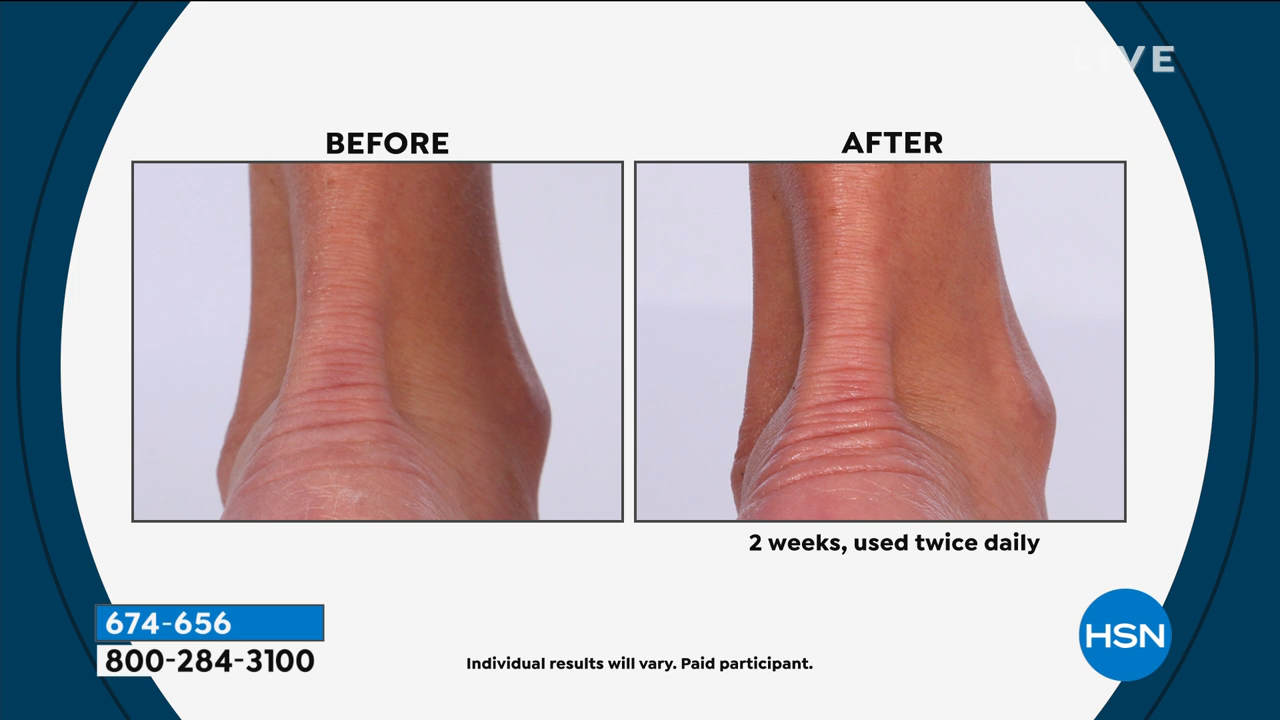 LIVE
BEFORE
AFTER
2 weeks, used twice daily
674-656
800-284-3100
Individual results will vary. Paid participant.
HSN